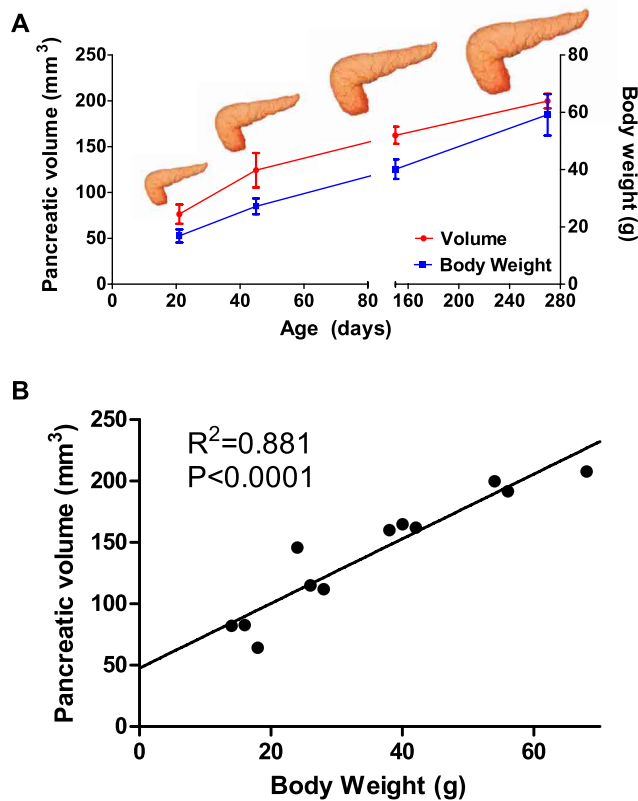 A
Pancreatic volume (mm³)
250
200
150
100
50
0
80
60
40
20
0
Body weight (g)
Volume
Body Weight
0 20 40 60 80 160 200 240 280
Age (days)
B
Pancreatic volume (mm³)
250
200
150
100
50
0
R²=0.881
P<0.0001
0 20 40 60
Body Weight (g)